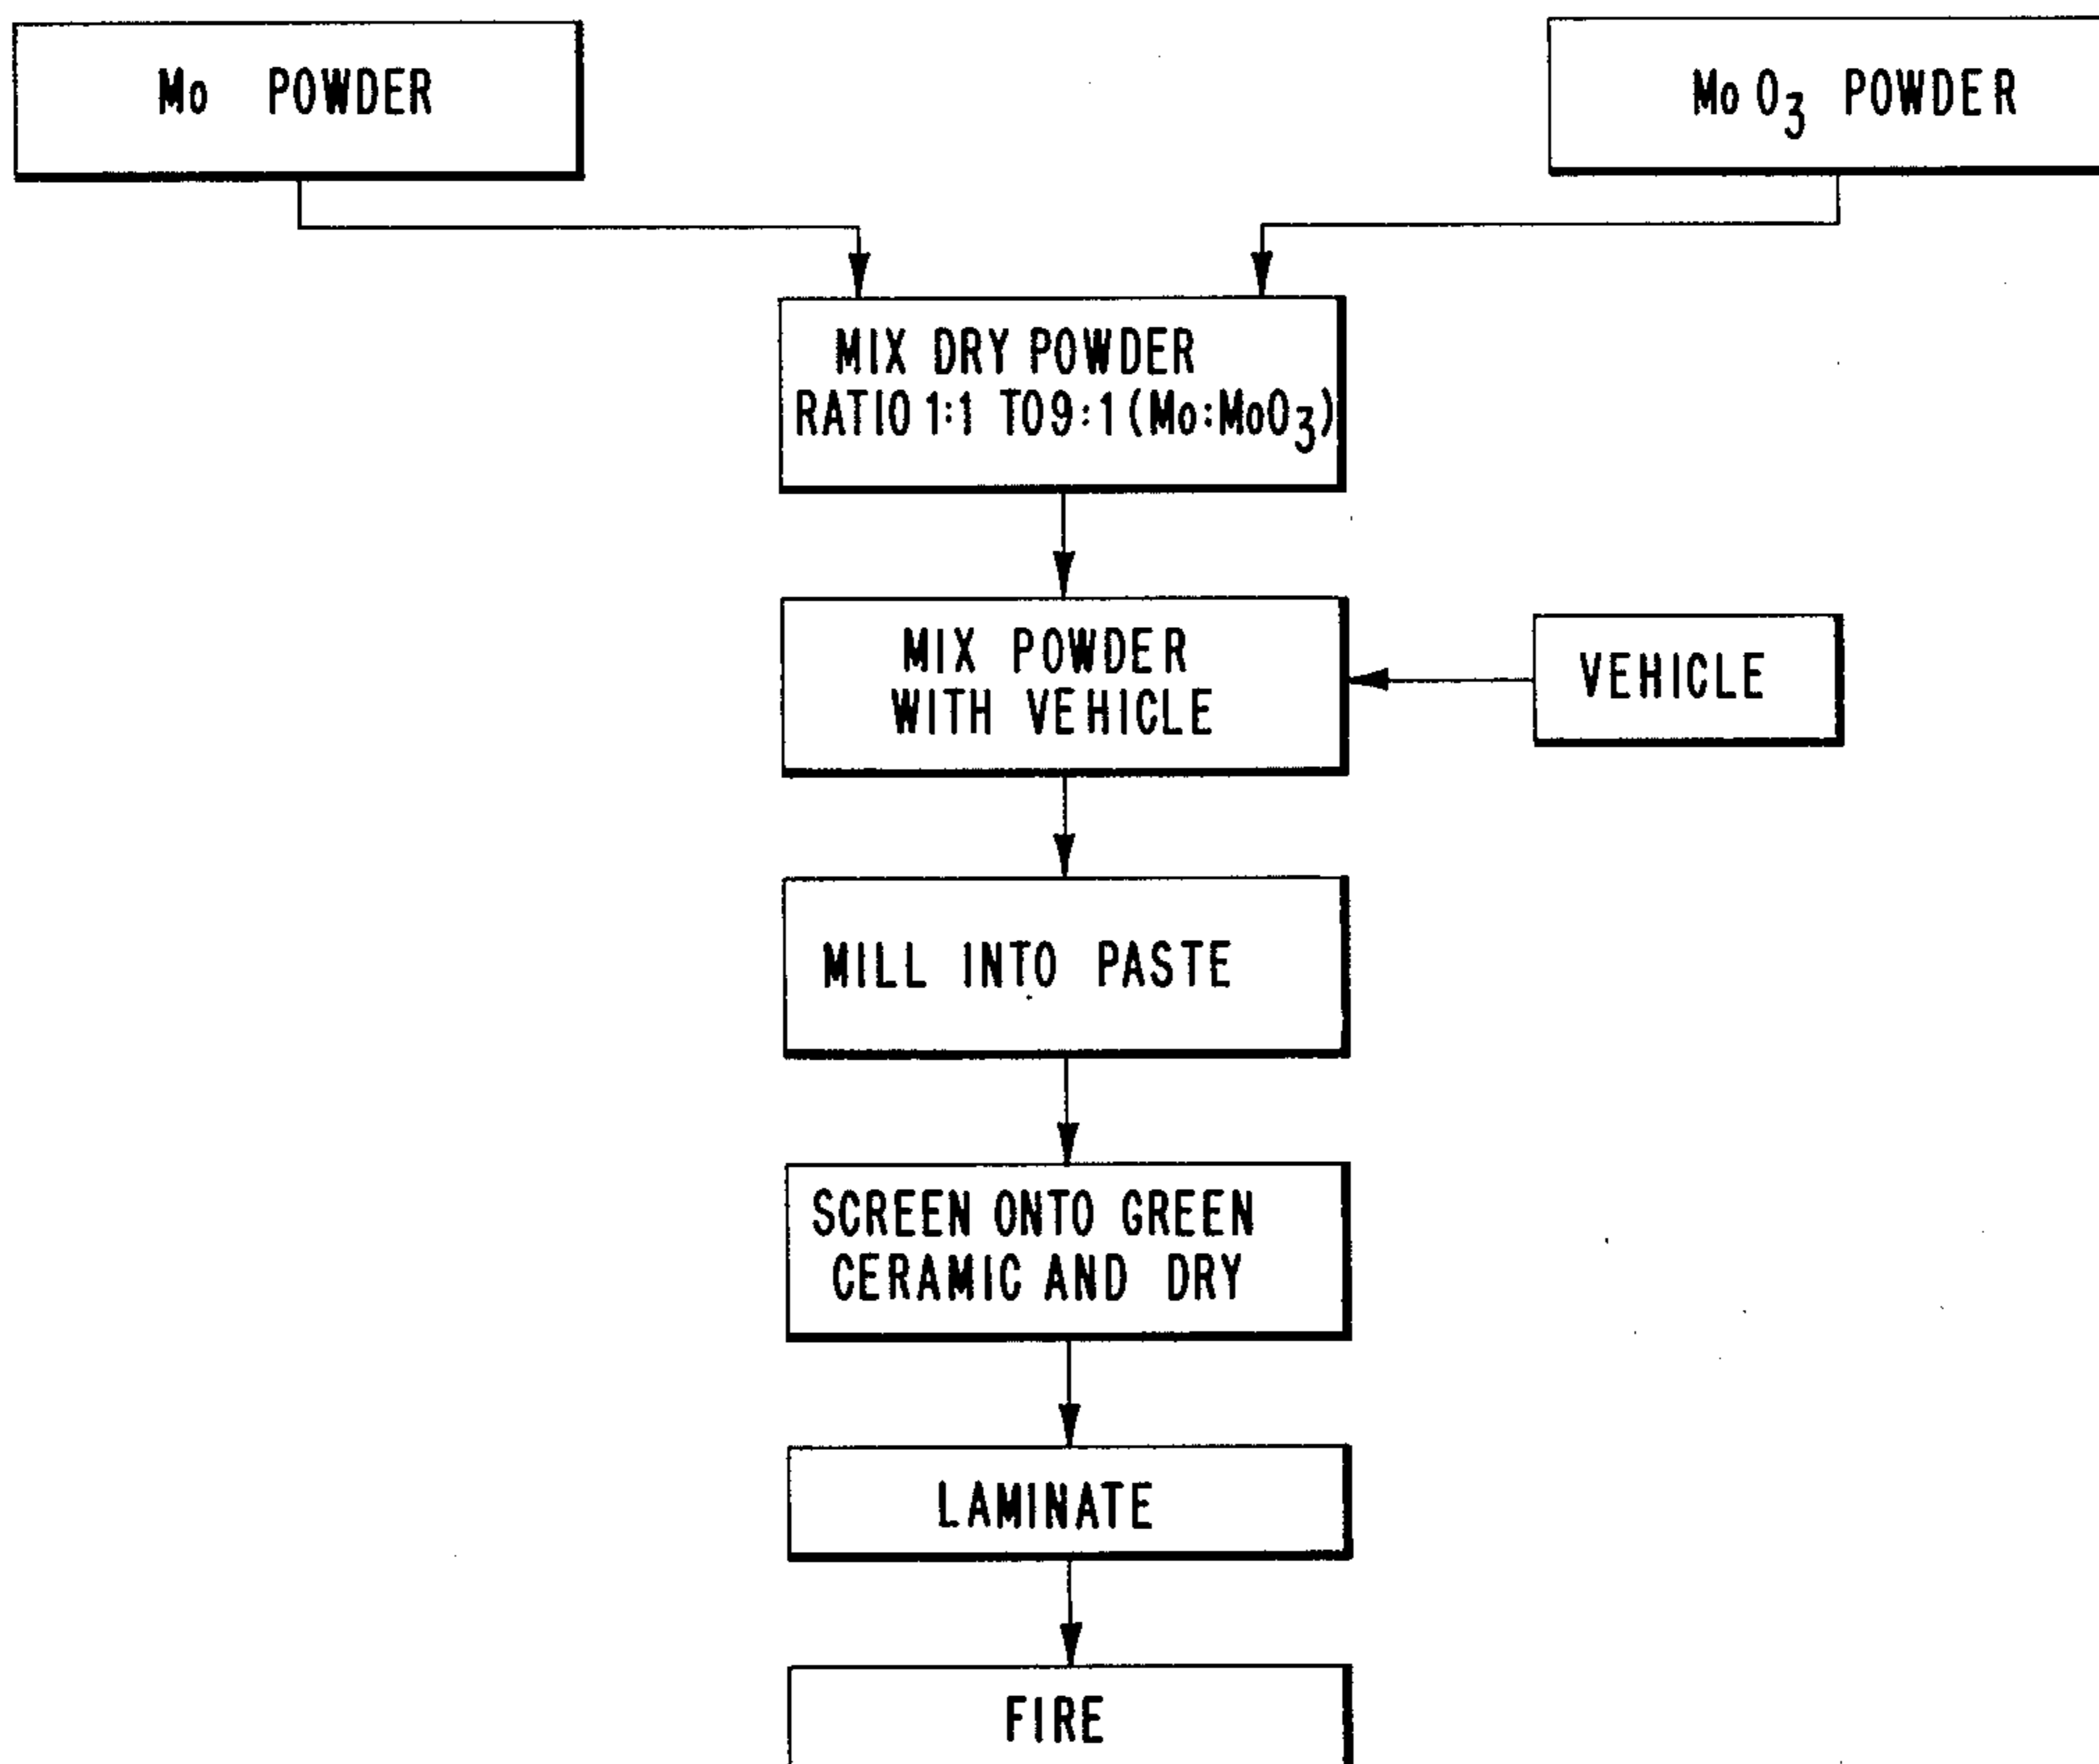 Mo POWDER
MoO₃ POWDER
MIX DRY POWDER
RATIO 1:1 TO 9:1 (Mo:MoO₃)
MIX POWDER
WITH VEHICLE
VEHICLE
MILL INTO PASTE
SCREEN ONTO GREEN
CERAMIC AND DRY
LAMINATE
FIRE